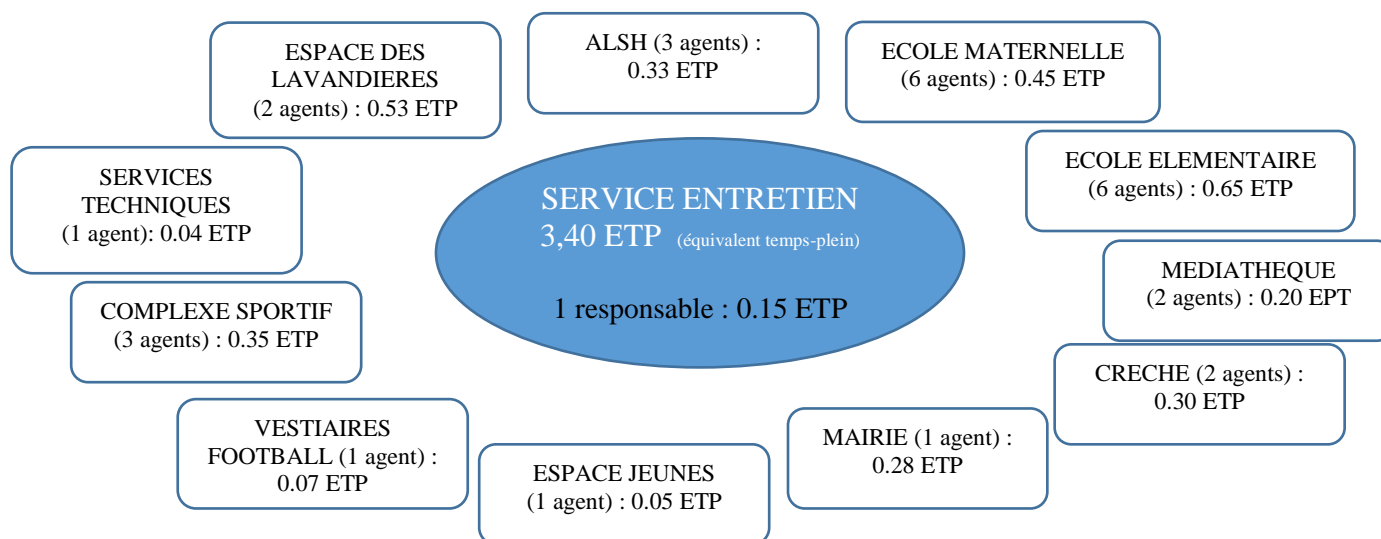 ESPACE DES
LAVANDIERES
(2 agents) : 0.53 ETP
ALSH (3 agents) :
0.33 ETP
ECOLE MATERNELLE
(6 agents) : 0.45 ETP
SERVICES
TECHNIQUES
(1 agent): 0.04 ETP
SERVICE ENTRETIEN
3,40 ETP (équivalent temps-plein)
1 responsable : 0.15 ETP
ECOLE ELEMENTAIRE
(6 agents) : 0.65 ETP
MEDIATHEQUE
(2 agents) : 0.20 EPT
COMPLEXE SPORTIF
(3 agents) : 0.35 ETP
CRECHE (2 agents) :
0.30 ETP
VESTIAIRES
FOOTBALL (1 agent) :
0.07 ETP
ESPACE JEUNES
(1 agent) : 0.05 ETP
MAIRIE (1 agent) :
0.28 ETP